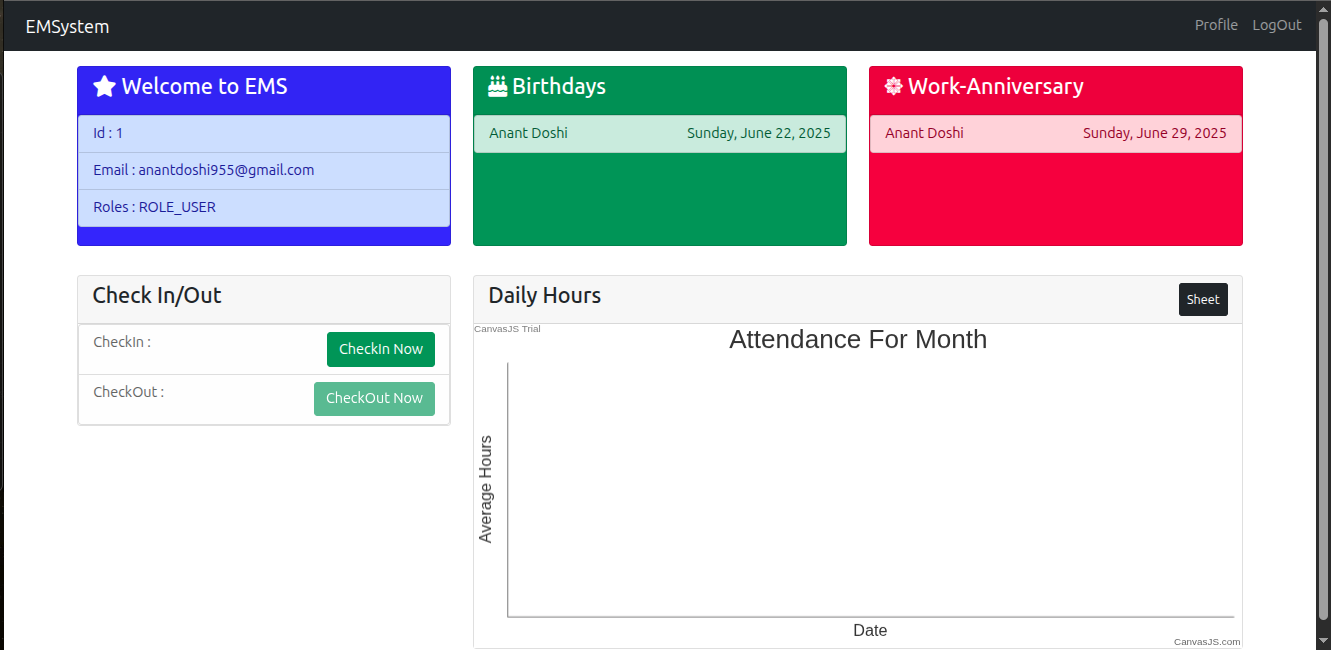 EMSystem
Profile LogOut
Welcome to EMS
Id : 1
Email : anantdoshi955@gmail.com
Roles : ROLE_USER
Birthdays
Anant Doshi Sunday, June 22, 2025
Work-Anniversary
Anant Doshi Sunday, June 29, 2025
Check In/Out
CheckIn : CheckIn Now
CheckOut : CheckOut Now
Daily Hours Sheet
CanvasJS Trial
Attendance For Month
Average Hours
Date
CanvasJS.com